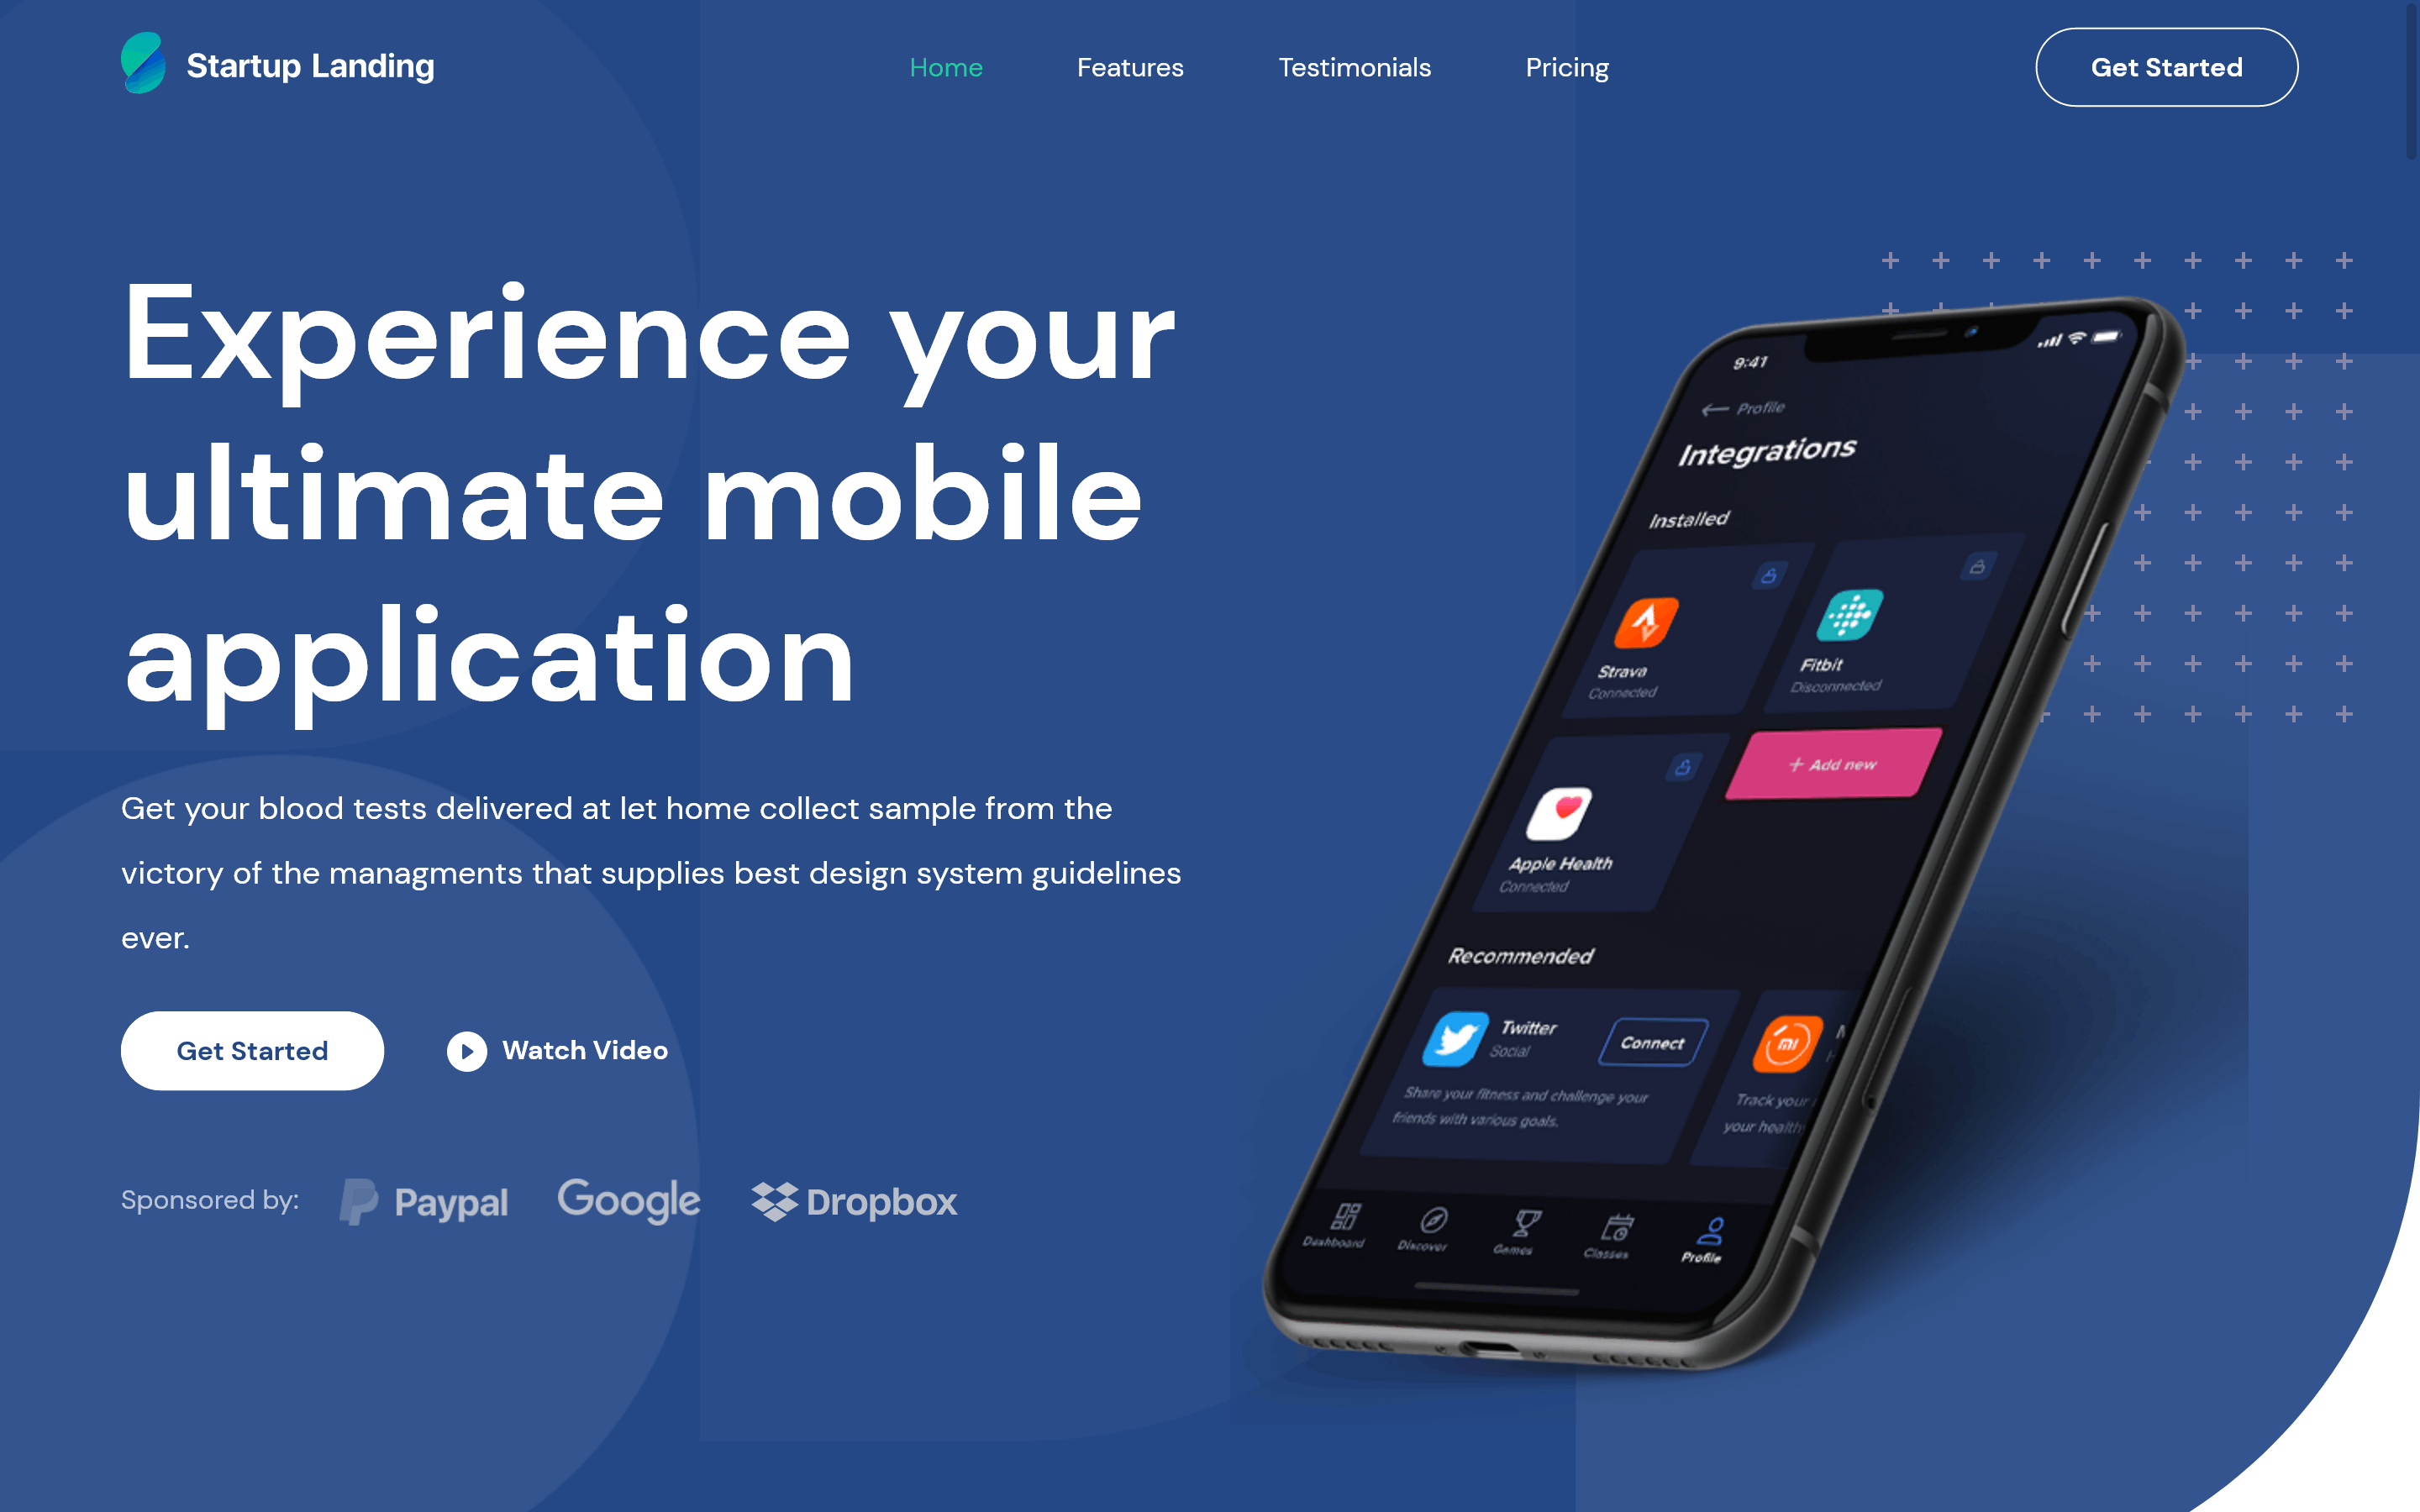 Startup Landing
Home
Features
Testimonials
Pricing
Get Started
Experience your
ultimate mobile
application
Get your blood tests delivered at let home collect sample from the
victory of the managments that supplies best design system guidelines
ever.
Get Started
Watch Video
Sponsored by:
Paypal
Google
Dropbox
9:41
Profile
Integrations
Installed
Strava
Connected
Fitbit
Disconnected
Apple Health
Connected
+ Add new
Recommended
Twitter
Social
Connect
Share your fitness and challenge your
friends with various goals.
mi
Track your
your health
Dashboard
Discover
Games
Classes
Profile